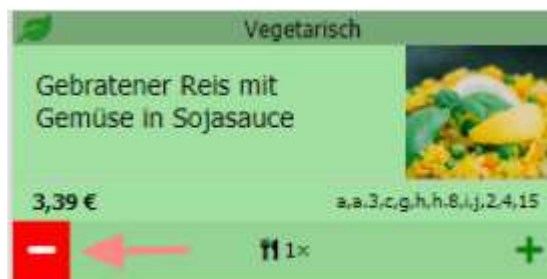 Vegetarisch
Gebratener Reis mit
Gemüse in Sojasauce
3,39 €
a,a.3,c,g,h,h.8,i,j,2,4,15
1×